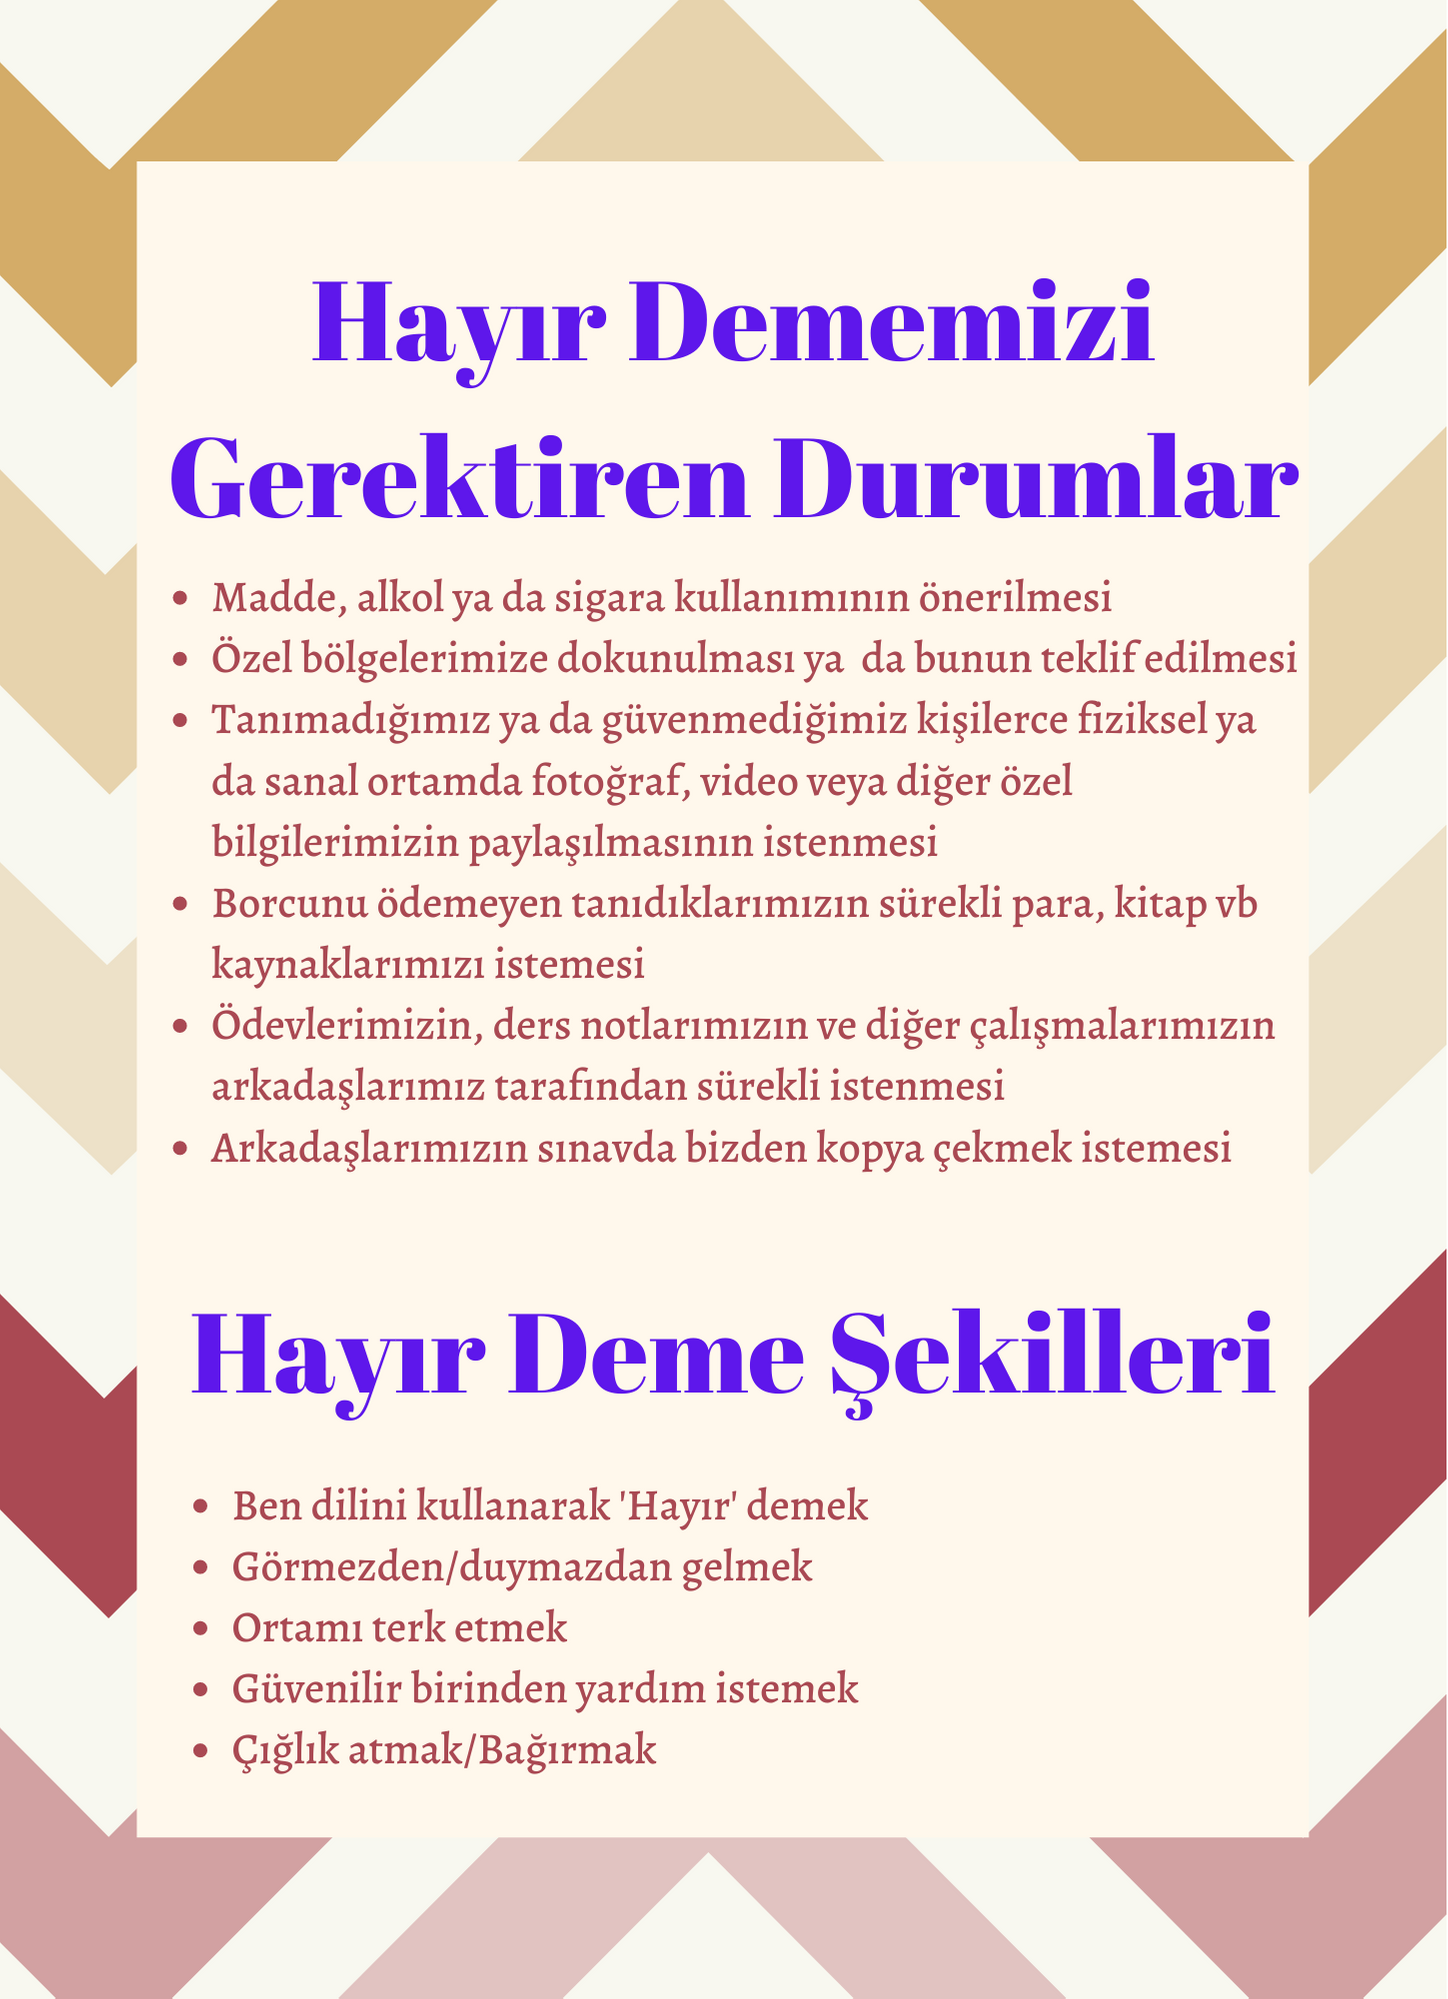 Hayır Dememizi
Gerektiren Durumlar
• Madde, alkol ya da sigara kullanımının önerilmesi
• Özel bölgelerimize dokunulması ya  da bunun teklif edilmesi
• Tanımadığımız ya da güvenmediğimiz kişilerce fiziksel ya
da sanal ortamda fotoğraf, video veya diğer özel
bilgilerimizin paylaşılmasının istenmesi
• Borcunu ödemeyen tanıdıklarımızın sürekli para, kitap vb
kaynaklarımızı istemesi
• Ödevlerimizin, ders notlarımızın ve diğer çalışmalarımızın
arkadaşlarımız tarafından sürekli istenmesi
• Arkadaşlarımızın sınavda bizden kopya çekmek istemesi
Hayır Deme Şekilleri
• Ben dilini kullanarak 'Hayır' demek
• Görmezden/duymazdan gelmek
• Ortamı terk etmek
• Güvenilir birinden yardım istemek
• Çığlık atmak/Bağırmak